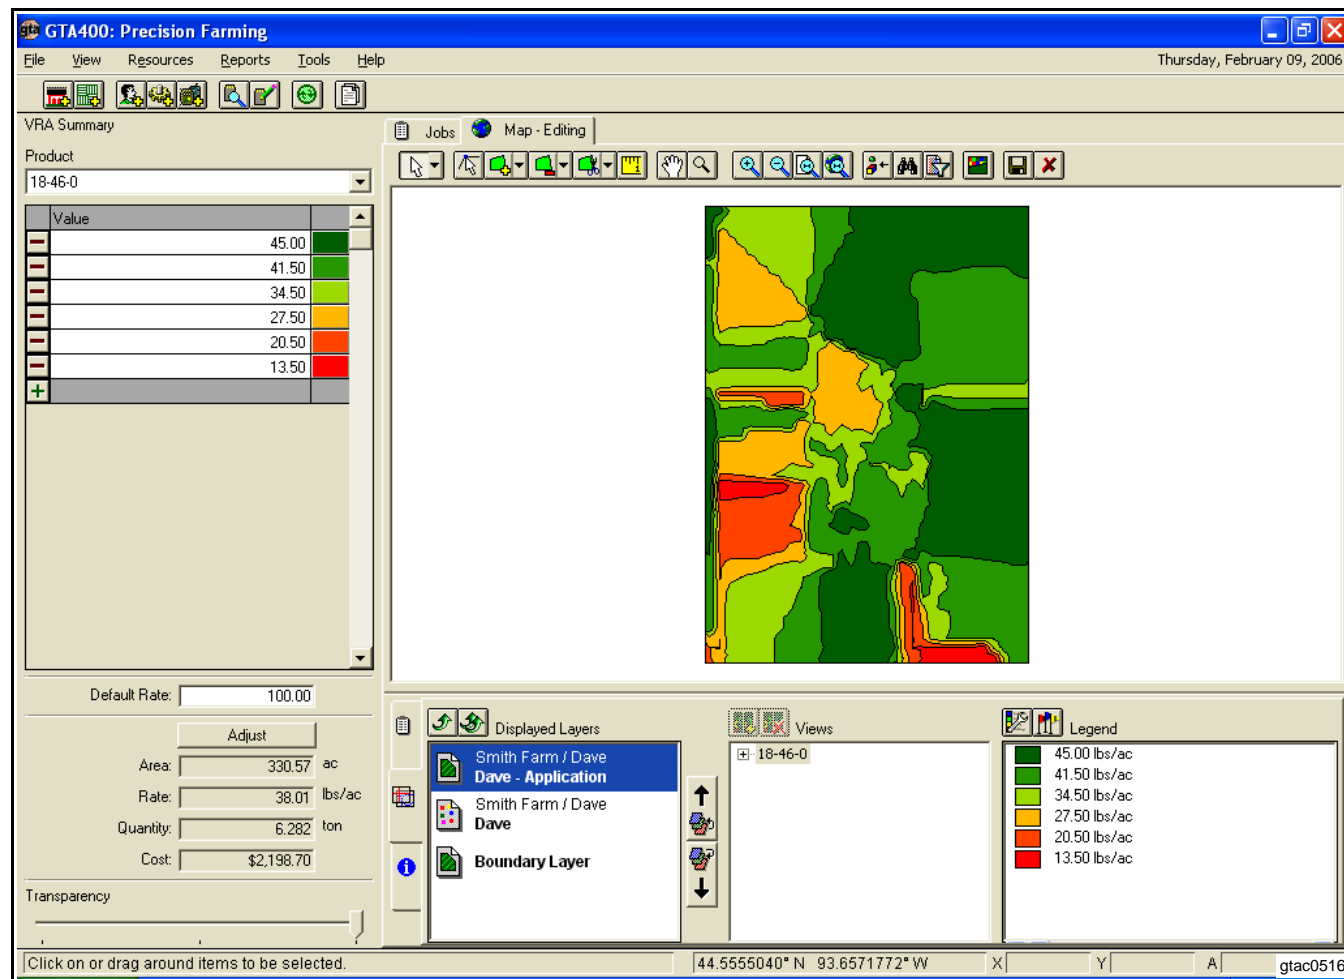 gta GTA400: Precision Farming
File View Resources Reports Tools Help
Thursday, February 09, 2006
VRA Summary
Product
18-46-0
Value
45.00
41.50
34.50
27.50
20.50
13.50
Default Rate: 100.00
Adjust
Area: 330.57 ac
Rate: 38.01 lbs/ac
Quantity: 6.282 ton
Cost: $2,198.70
Transparency
Jobs Map - Editing
Displayed Layers
Smith Farm / Dave
Dave - Application
Smith Farm / Dave
Dave
Boundary Layer
Views
18-46-0
Legend
45.00 lbs/ac
41.50 lbs/ac
34.50 lbs/ac
27.50 lbs/ac
20.50 lbs/ac
13.50 lbs/ac
Click on or drag around items to be selected.
44.5555040° N 93.6571772° W
X
Y
A
gtac0516